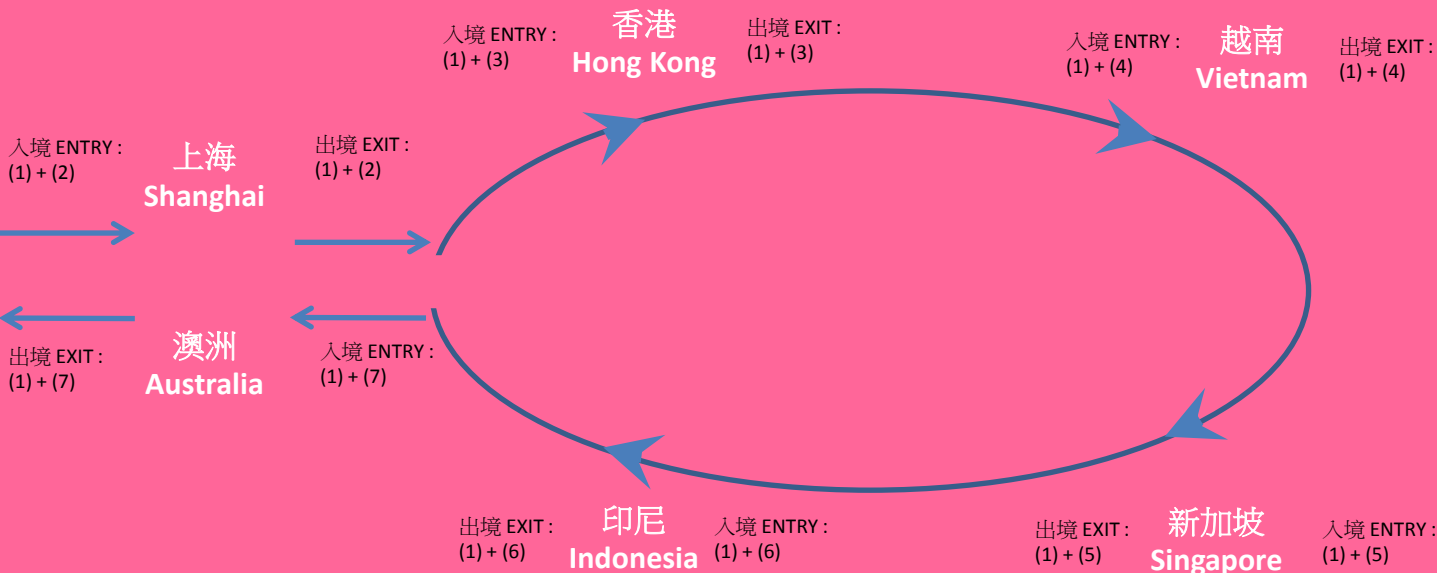 入境 ENTRY :
(1) + (3)
香港
Hong Kong
出境 EXIT :
(1) + (3)
入境 ENTRY :
(1) + (4)
越南
Vietnam
出境 EXIT :
(1) + (4)
入境 ENTRY :
(1) + (2)
上海
Shanghai
出境 EXIT :
(1) + (2)
出境 EXIT :
(1) + (7)
澳洲
Australia
入境 ENTRY :
(1) + (7)
出境 EXIT :
(1) + (6)
印尼
Indonesia
入境 ENTRY :
(1) + (6)
出境 EXIT :
(1) + (5)
新加坡
Singapore
入境 ENTRY :
(1) + (5)